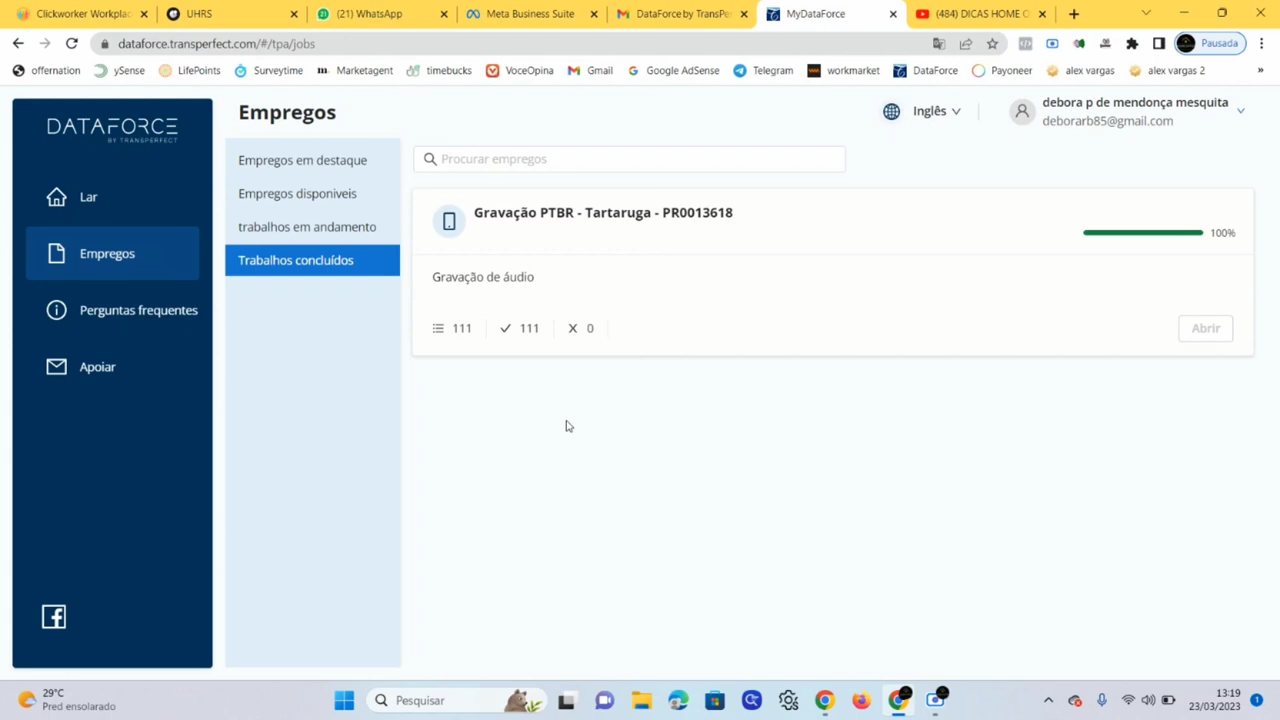 Clickworker Workplac
UHRS
(21) WhatsApp
Meta Business Suite
DataForce by TransPe
MyDataForce
(484) DICAS HOME O
dataforce.transperfect.com/#/tpa/jobs
Pausada
offernation
ySense
LifePoints
Surveytime
Marketagent
timebucks
VoceOpina
Gmail
Google AdSense
Telegram
workmarket
DataForce
Payoneer
alex vargas
alex vargas 2
DATAFORCE
BY TRANSPERFECT
Lar
Empregos
Perguntas frequentes
Apoiar
Empregos
Empregos em destaque
Empregos disponiveis
trabalhos em andamento
Trabalhos concluídos
Inglês
debora p de mendonça mesquita
deborarb85@gmail.com
Procurar empregos
Gravação PTBR - Tartaruga - PR0013618
100%
Gravação de áudio
111
111
0
Abrir
29°C
Pred ensolarado
Pesquisar
13:19
23/03/2023
1